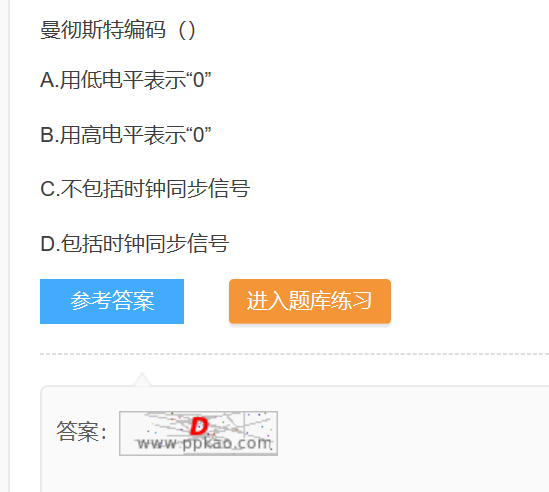 曼彻斯特编码（）
A.用低电平表示“0”
B.用高电平表示“0”
C.不包括时钟同步信号
D.包括时钟同步信号
参考答案 进入题库练习
答案： D
www.ppkao.com